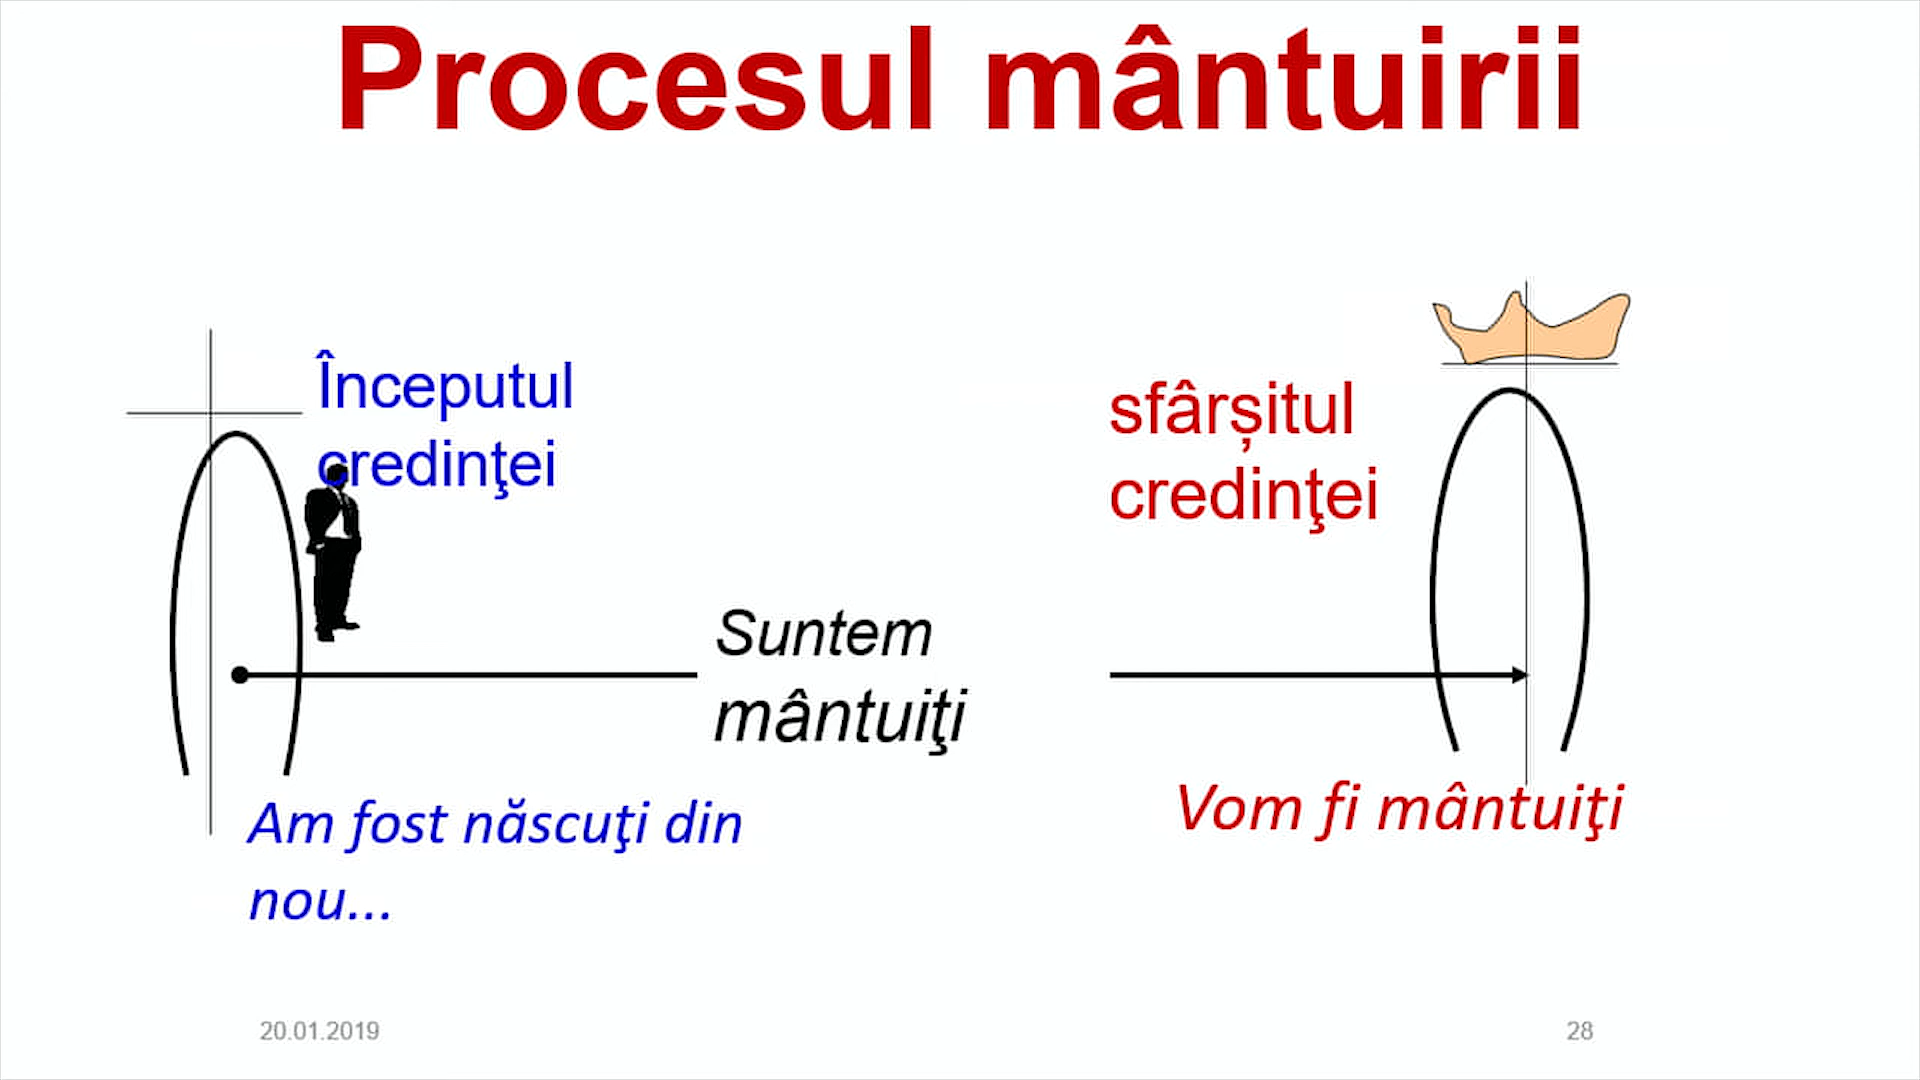 Procesul mântuirii
Începutul
credinţei
sfârșitul
credinţei
Suntem
mântuiţi
Am fost născuţi din
nou...
Vom fi mântuiţi
20.01.2019
28